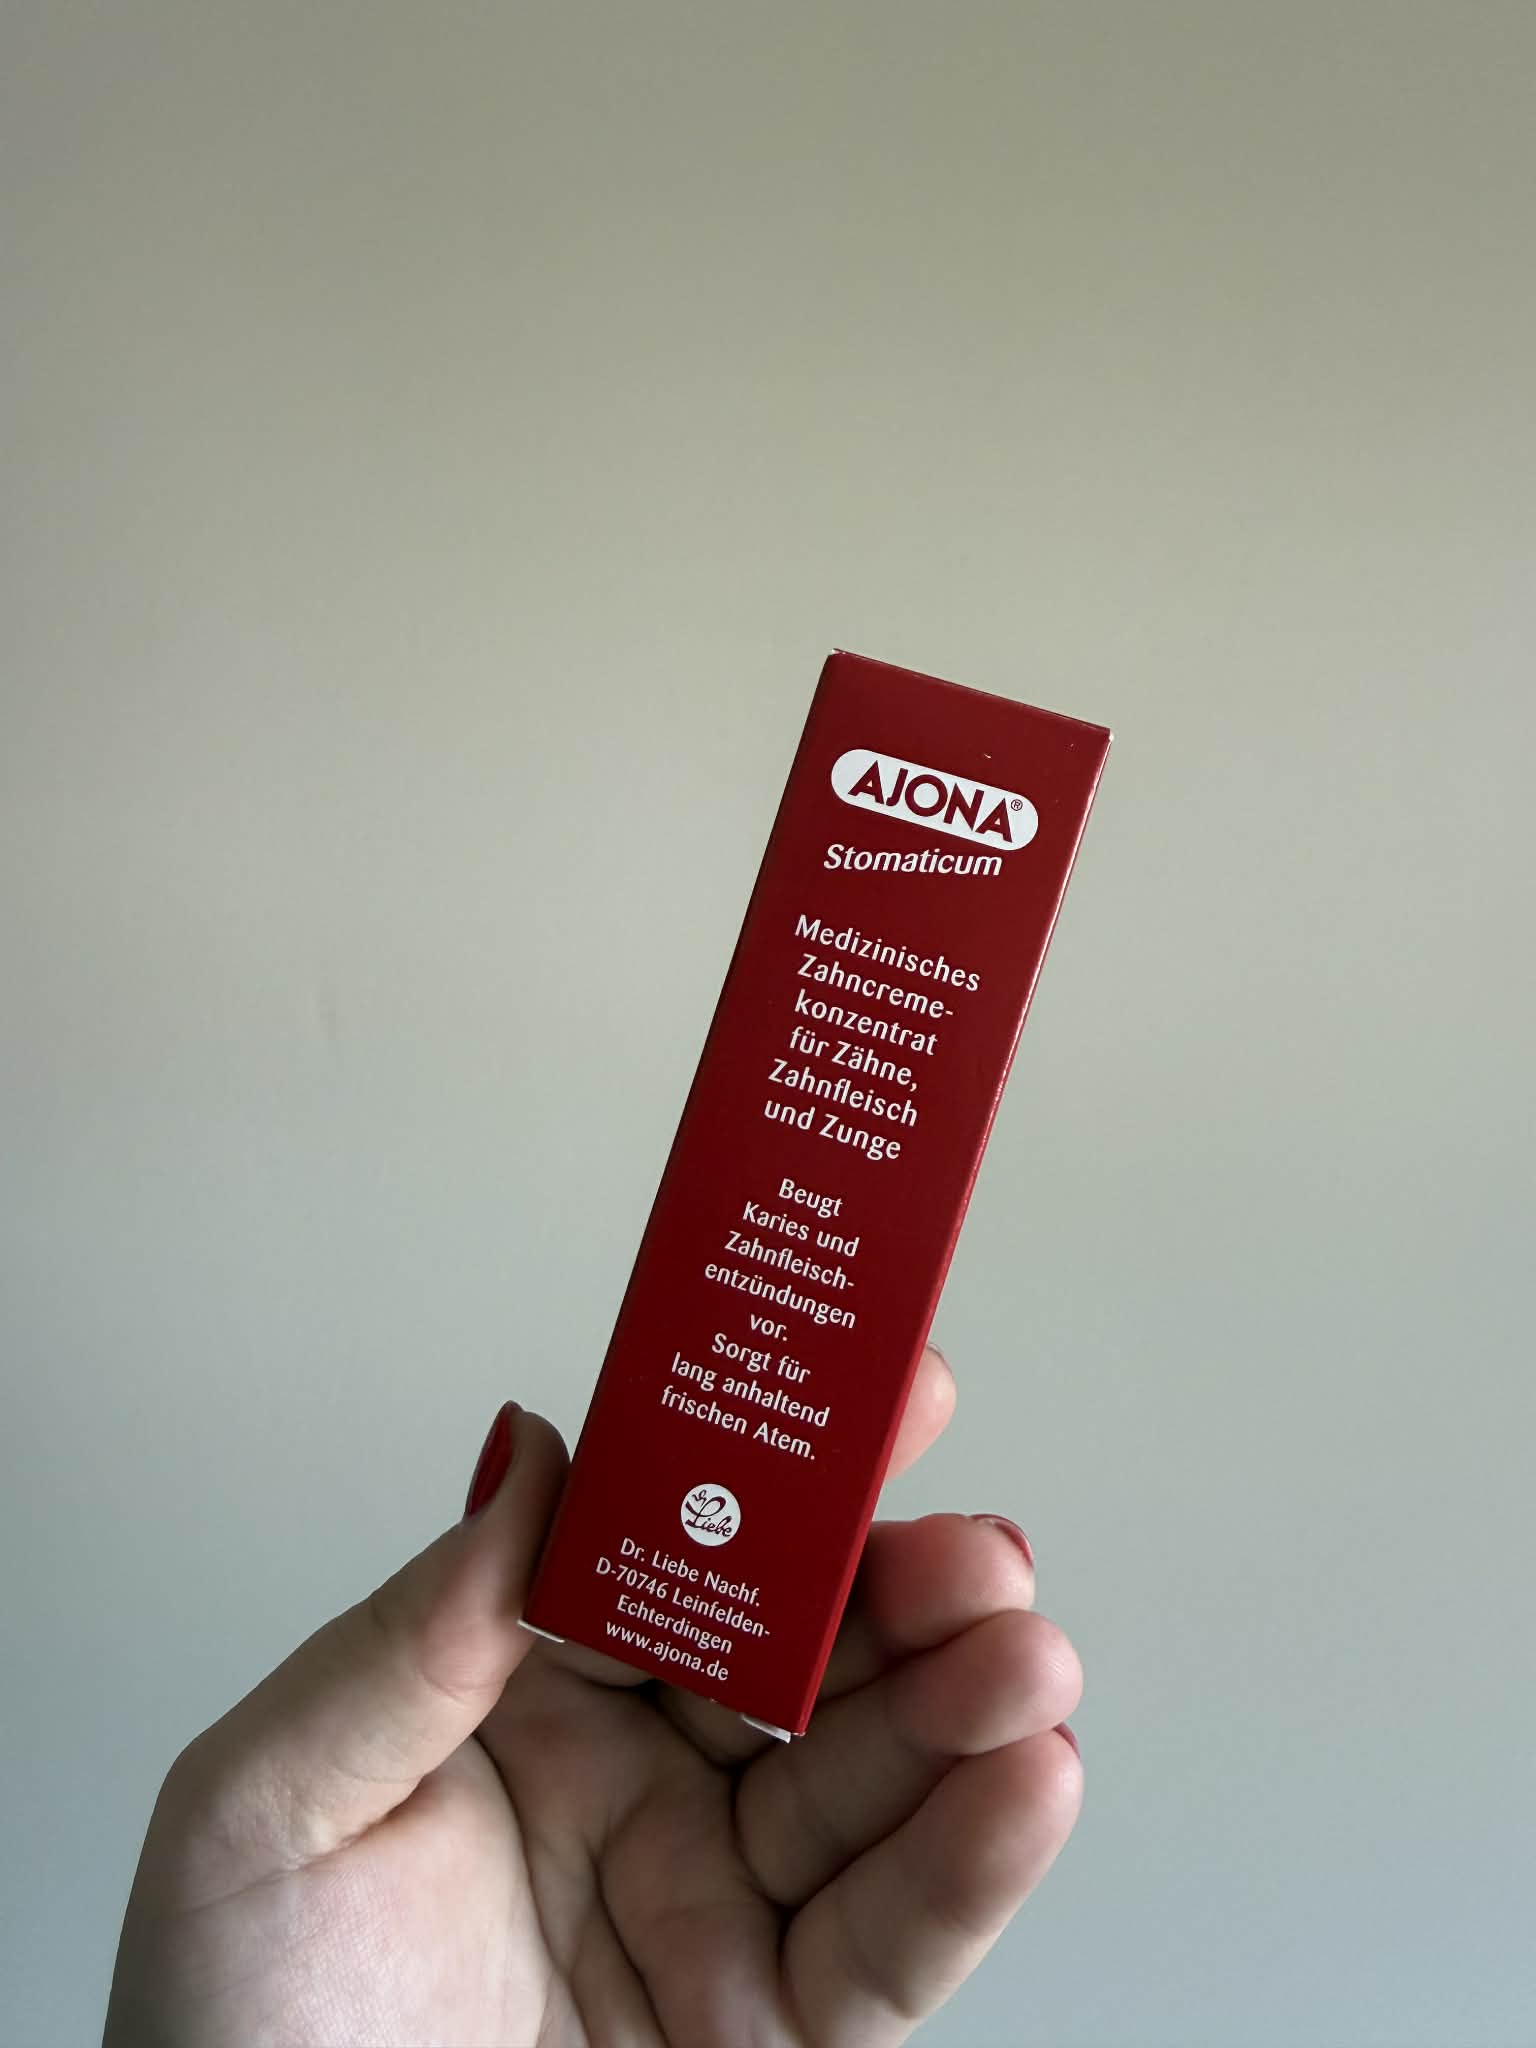 AJONA®
Stomaticum
Medizinisches
Zahncreme-
konzentrat
für Zähne,
Zahnfleisch
und Zunge
Beugt
Karies und
Zahnfleisch-
entzündungen
vor.
Sorgt für
lang anhaltend
frischen Atem.
Dr Liebe
Dr. Liebe Nachf.
D-70746 Leinfelden-
Echterdingen
www.ajona.de